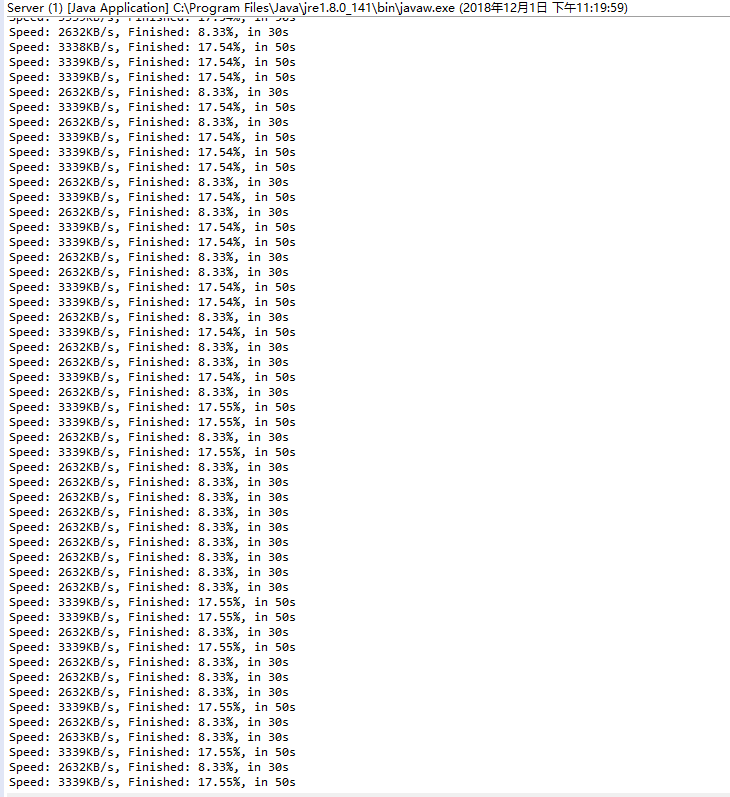 Server (1) [Java Application] C:\Program Files\Java\jre1.8.0_141\bin\javaw.exe (2018年12月1日 下午11:19:59)
Speed: 2632KB/s, Finished: 8.33%, in 30s
Speed: 3338KB/s, Finished: 17.54%, in 50s
Speed: 3339KB/s, Finished: 17.54%, in 50s
Speed: 3339KB/s, Finished: 17.54%, in 50s
Speed: 2632KB/s, Finished: 8.33%, in 30s
Speed: 3339KB/s, Finished: 17.54%, in 50s
Speed: 2632KB/s, Finished: 8.33%, in 30s
Speed: 3339KB/s, Finished: 17.54%, in 50s
Speed: 3339KB/s, Finished: 17.54%, in 50s
Speed: 3339KB/s, Finished: 17.54%, in 50s
Speed: 2632KB/s, Finished: 8.33%, in 30s
Speed: 3339KB/s, Finished: 17.54%, in 50s
Speed: 2632KB/s, Finished: 8.33%, in 30s
Speed: 3339KB/s, Finished: 17.54%, in 50s
Speed: 3339KB/s, Finished: 17.54%, in 50s
Speed: 2632KB/s, Finished: 8.33%, in 30s
Speed: 2632KB/s, Finished: 8.33%, in 30s
Speed: 3339KB/s, Finished: 17.54%, in 50s
Speed: 3339KB/s, Finished: 17.54%, in 50s
Speed: 2632KB/s, Finished: 8.33%, in 30s
Speed: 3339KB/s, Finished: 17.54%, in 50s
Speed: 2632KB/s, Finished: 8.33%, in 30s
Speed: 2632KB/s, Finished: 8.33%, in 30s
Speed: 3339KB/s, Finished: 17.54%, in 50s
Speed: 2632KB/s, Finished: 8.33%, in 30s
Speed: 3339KB/s, Finished: 17.55%, in 50s
Speed: 3339KB/s, Finished: 17.55%, in 50s
Speed: 2632KB/s, Finished: 8.33%, in 30s
Speed: 3339KB/s, Finished: 17.55%, in 50s
Speed: 2632KB/s, Finished: 8.33%, in 30s
Speed: 2632KB/s, Finished: 8.33%, in 30s
Speed: 2632KB/s, Finished: 8.33%, in 30s
Speed: 2632KB/s, Finished: 8.33%, in 30s
Speed: 2632KB/s, Finished: 8.33%, in 30s
Speed: 2632KB/s, Finished: 8.33%, in 30s
Speed: 2632KB/s, Finished: 8.33%, in 30s
Speed: 2632KB/s, Finished: 8.33%, in 30s
Speed: 2632KB/s, Finished: 8.33%, in 30s
Speed: 3339KB/s, Finished: 17.55%, in 50s
Speed: 3339KB/s, Finished: 17.55%, in 50s
Speed: 2632KB/s, Finished: 8.33%, in 30s
Speed: 3339KB/s, Finished: 17.55%, in 50s
Speed: 2632KB/s, Finished: 8.33%, in 30s
Speed: 2632KB/s, Finished: 8.33%, in 30s
Speed: 2632KB/s, Finished: 8.33%, in 30s
Speed: 3339KB/s, Finished: 17.55%, in 50s
Speed: 2632KB/s, Finished: 8.33%, in 30s
Speed: 2633KB/s, Finished: 8.33%, in 30s
Speed: 3339KB/s, Finished: 17.55%, in 50s
Speed: 2632KB/s, Finished: 8.33%, in 30s
Speed: 3339KB/s, Finished: 17.55%, in 50s